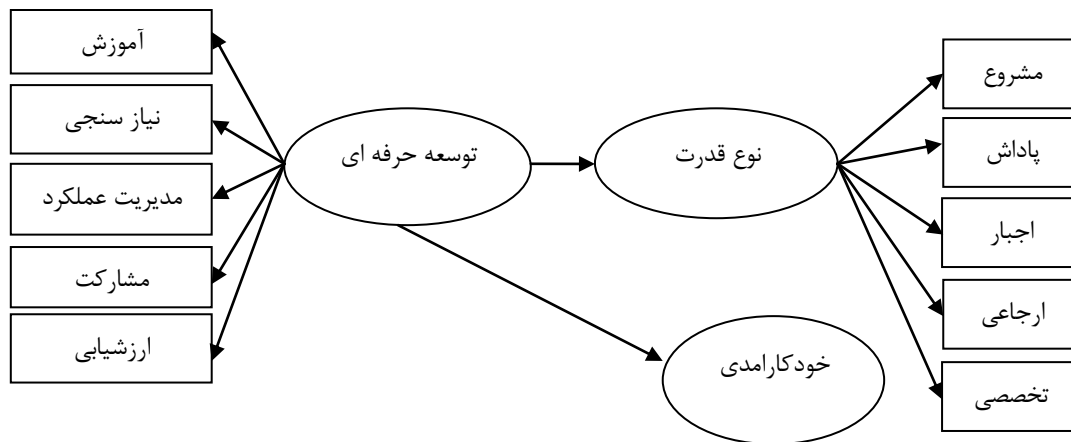 مشروع
پاداش
اجبار
ارجاعی
تخصصی
نوع قدرت
خودکارامدی
توسعه حرفه ای
آموزش
نیاز سنجی
مدیریت عملکرد
مشارکت
ارزشیابی